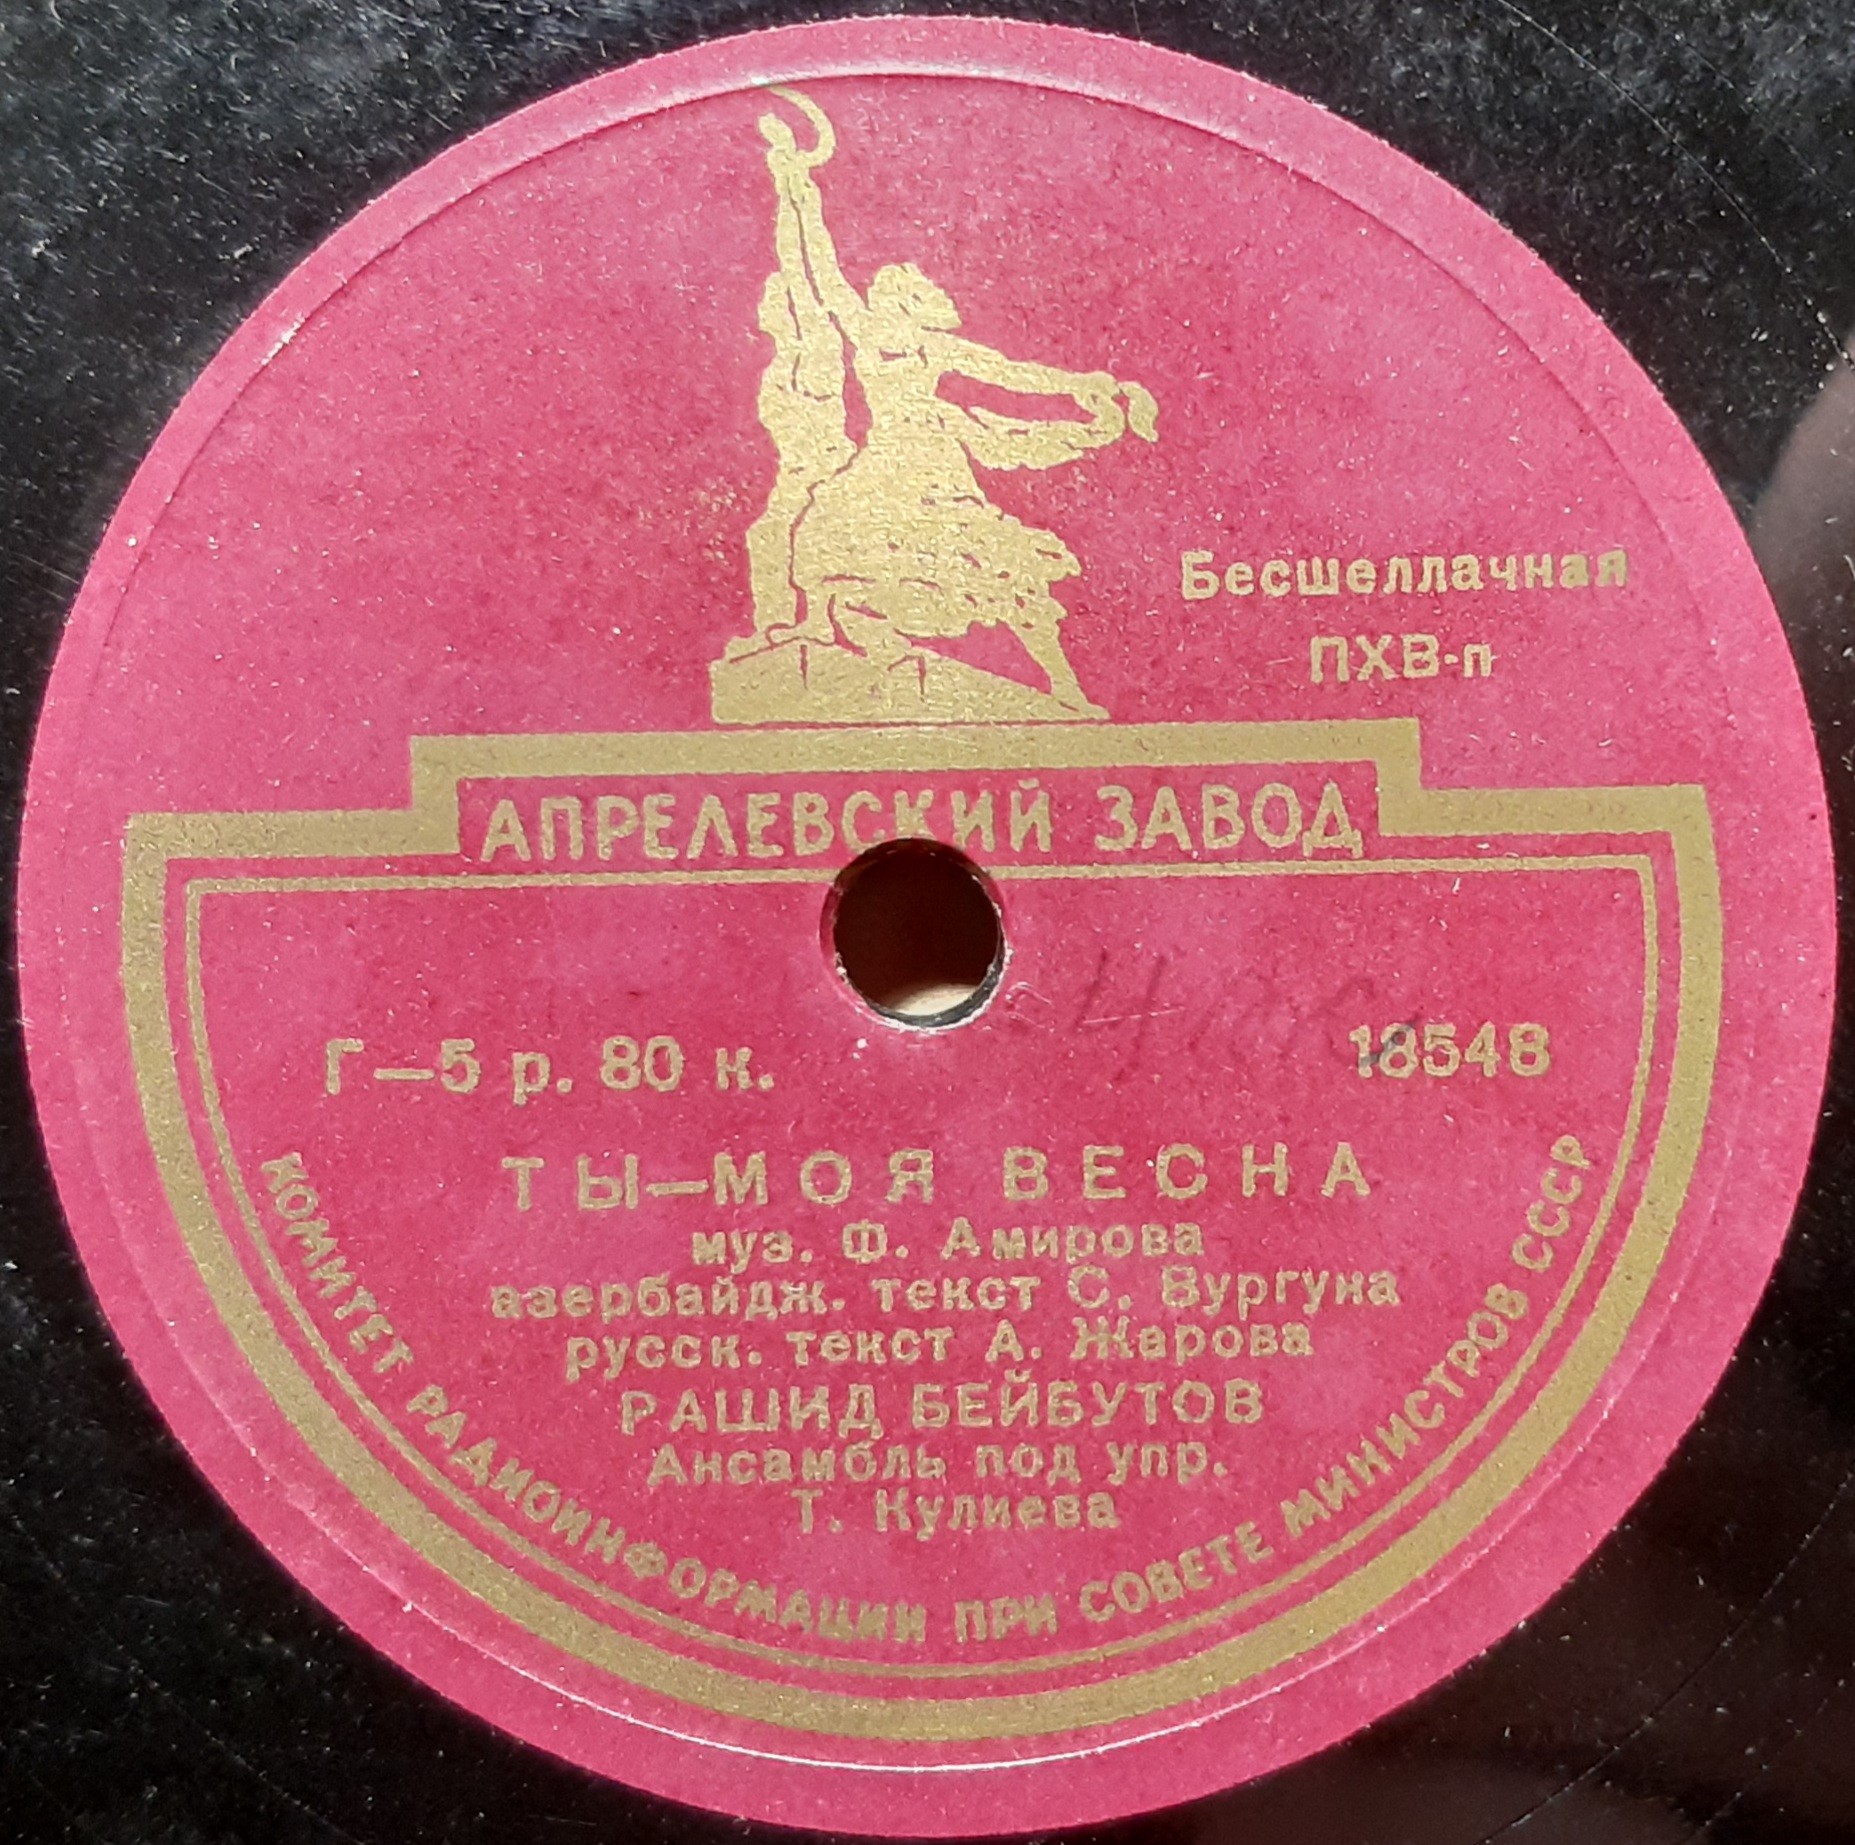 Бесшеллачная
ПХВ-п
АПРЕЛЕВСКИЙ ЗАВОД
Г—5 р. 80 к.
18548
ТЫ—МОЯ ВЕСНА
муз. Ф. Амирова
азербайдж. текст С. Вургуна
русск. текст А. Жарова
РАШИД БЕЙБУТОВ
Ансамбль под упр.
Т. Кулиева
КОМИТЕТ РАДИОИНФОРМАЦИИ ПРИ СОВЕТЕ МИНИСТРОВ СССР